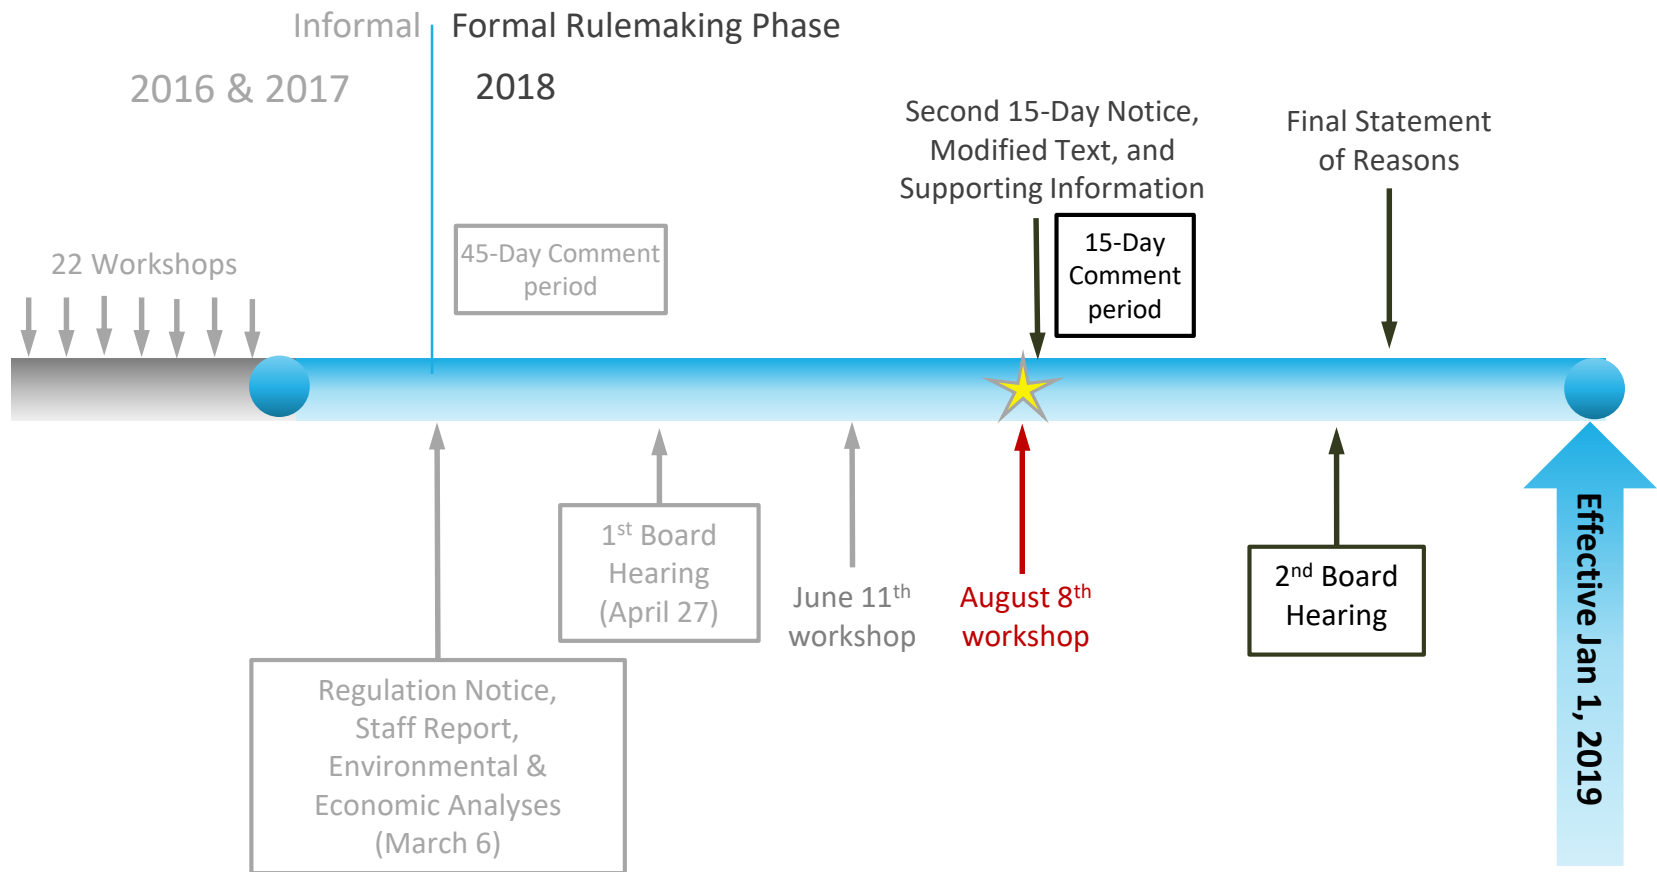 Informal
Formal Rulemaking Phase
2016 & 2017
2018
Second 15-Day Notice,
Modified Text, and
Supporting Information
Final Statement
of Reasons
22 Workshops
45-Day Comment
period
15-Day
Comment
period
1st Board
Hearing
(April 27)
June 11th
workshop
August 8th
workshop
2nd Board
Hearing
Regulation Notice,
Staff Report,
Environmental &
Economic Analyses
(March 6)
Effective Jan 1, 2019